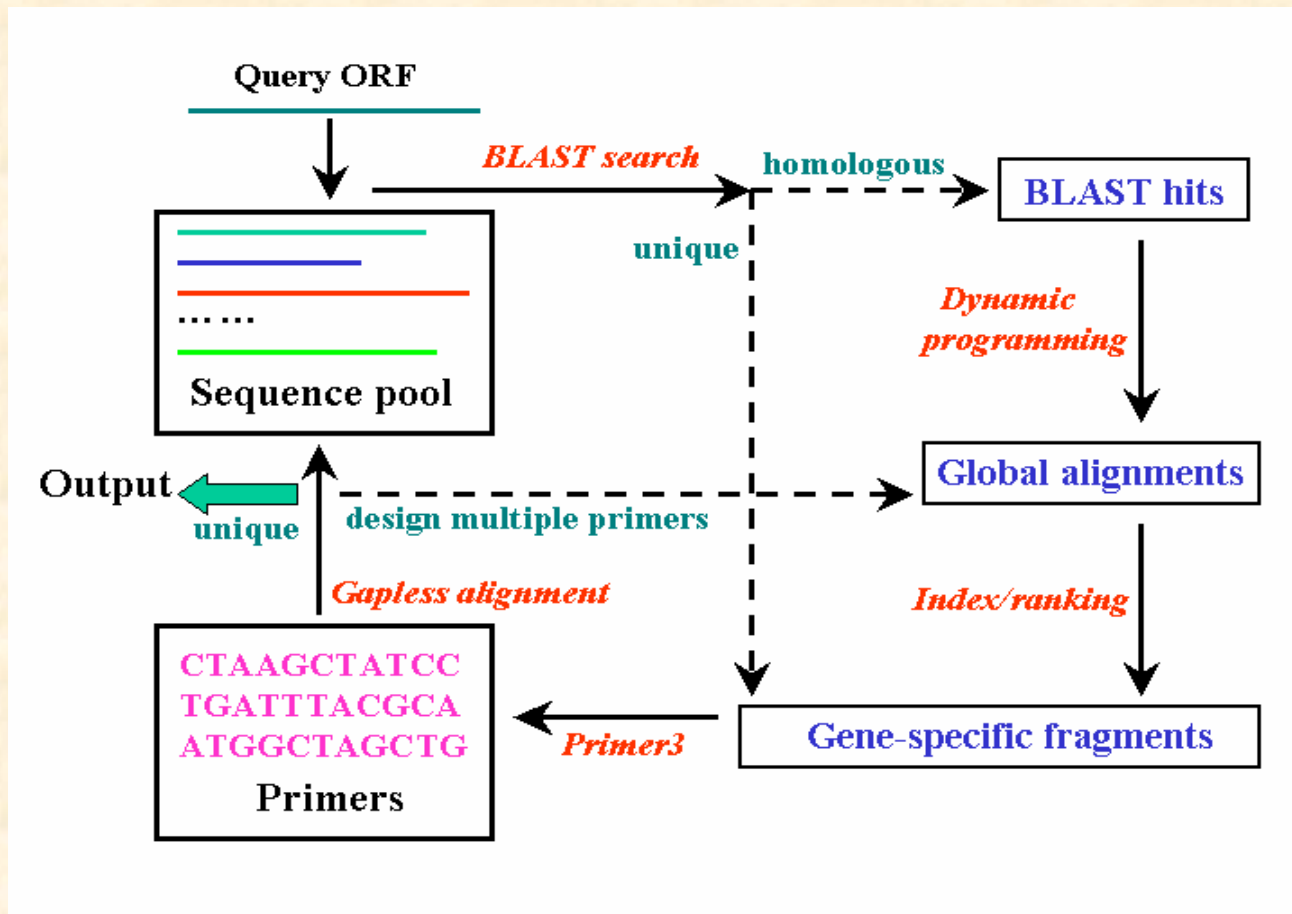 Query ORF
BLAST search
homologous
BLAST hits
unique
... ...
Sequence pool
Dynamic
programming
Output
unique
design multiple primers
Global alignments
Gapless alignment
Index/ranking
CTAAGCTATCC
TGATTTACGCA
ATGGCTAGCTG
Primers
Primer3
Gene-specific fragments